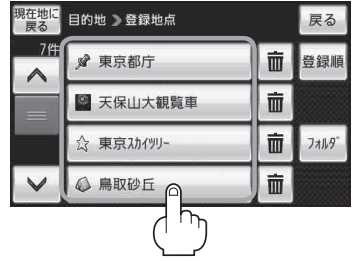 現在地に
戻る
目的地 》登録地点
戻る
7件
東京都庁
登録順
天保山大観覧車
東京ｽｶｲﾂﾘｰ
ﾌｫﾙﾀﾞ
鳥取砂丘